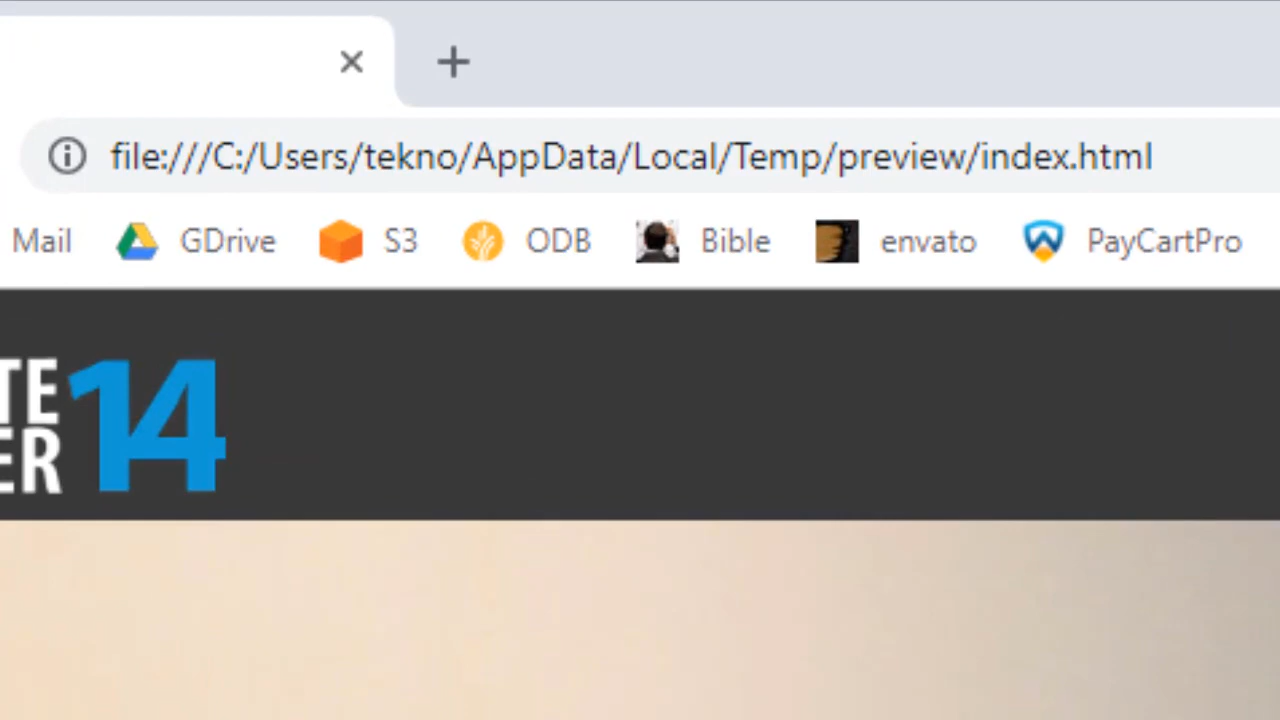 file:///C:/Users/tekno/AppData/Local/Temp/preview/index.html
Mail GDrive S3 ODB Bible envato PayCartPro
TE 14
ER